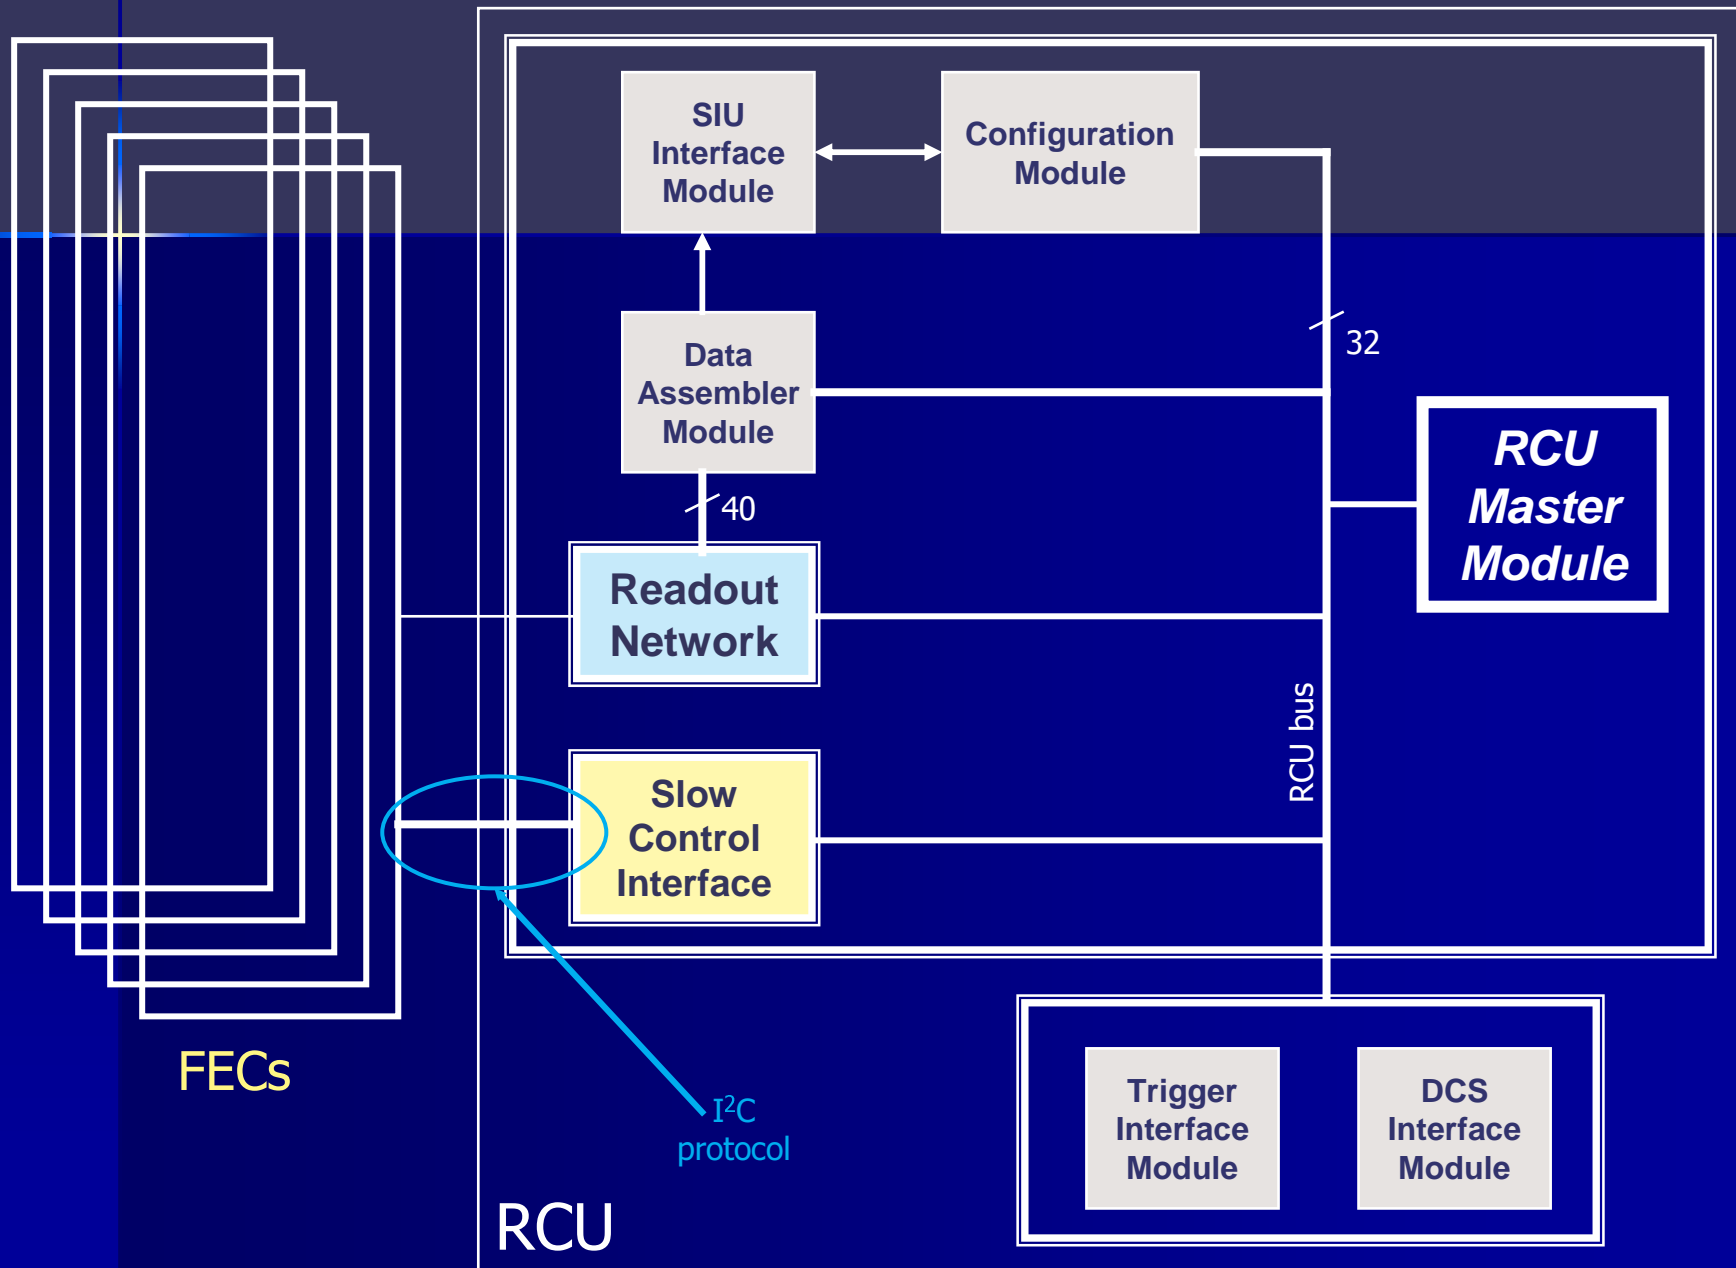 SIU
Interface
Module
Configuration
Module
32
Data
Assembler
Module
RCU
Master
Module
40
Readout
Network
RCU bus
Slow
Control
Interface
FECs
I²C
protocol
Trigger
Interface
Module
DCS
Interface
Module
RCU